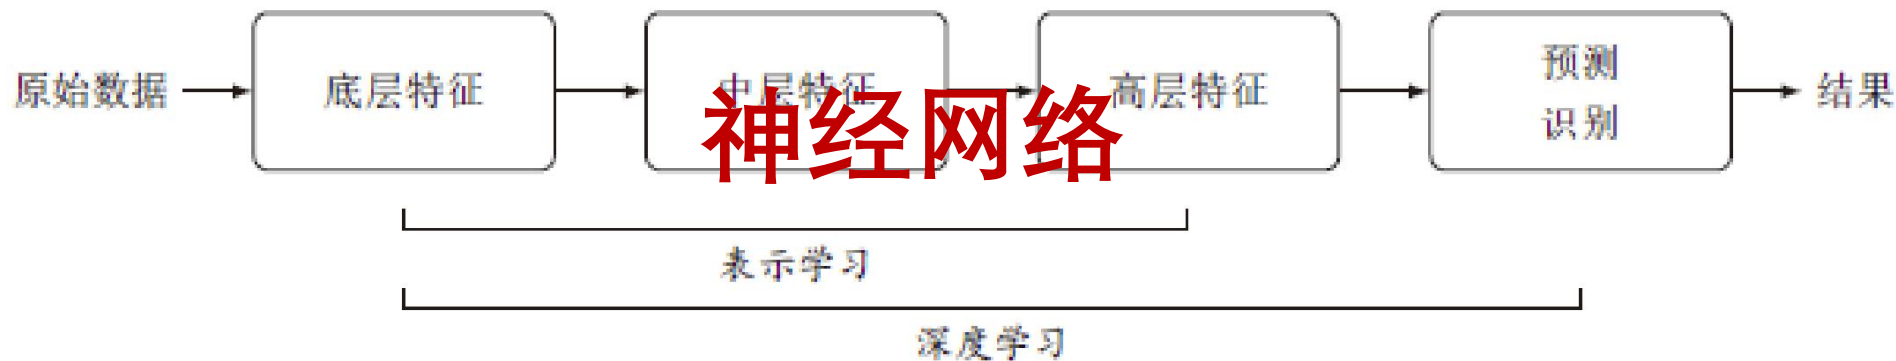 原始数据
底层特征
中层特征
高层特征
预测
识别
结果
神经网络
表示学习
深度学习